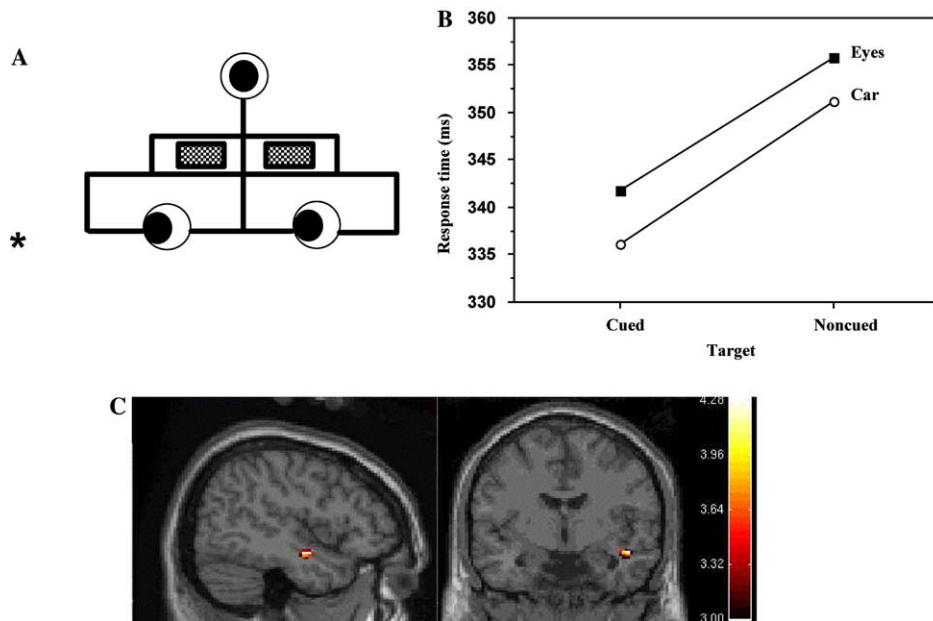 A
*
B
360
355
350
345
340
335
330
Response time (ms)
Eyes
Car
Cued
Noncued
Target
C
4.28
3.96
3.64
3.32
3.00